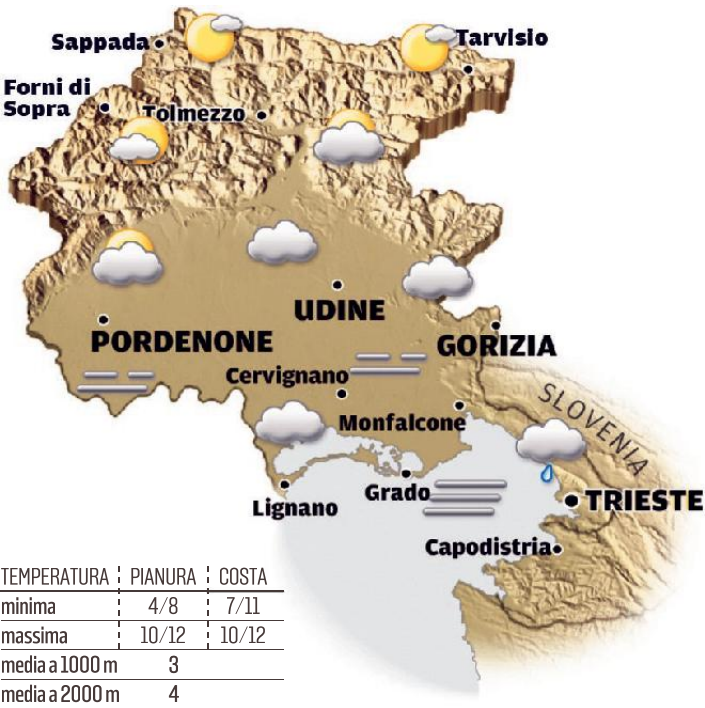 Sappada
Tarvisio
Forni di
Sopra
Tolmezzo
UDINE
PORDENONE
GORIZIA
Cervignano
SLOVENIA
Monfalcone
Grado
TRIESTE
Lignano
Capodistria
TEMPERATURA PIANURA COSTA
minima 4/8 7/11
massima 10/12 10/12
media a 1000 m 3
media a 2000 m 4